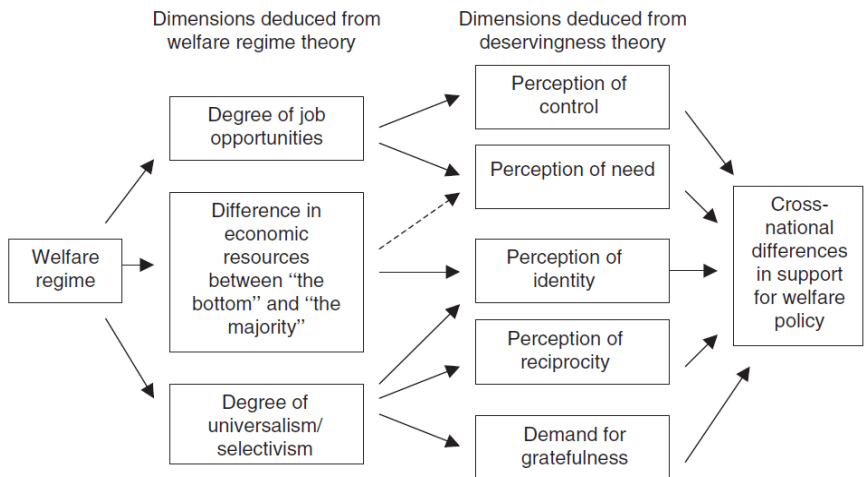 Dimensions deduced from
welfare regime theory
Dimensions deduced from
deservingness theory
Welfare
regime
Degree of job
opportunities
Difference in
economic
resources
between “the
bottom” and “the
majority”
Degree of
universalism/
selectivism
Perception of
control
Perception of need
Perception of
identity
Perception of
reciprocity
Demand for
gratefulness
Cross-
national
differences
in support
for welfare
policy